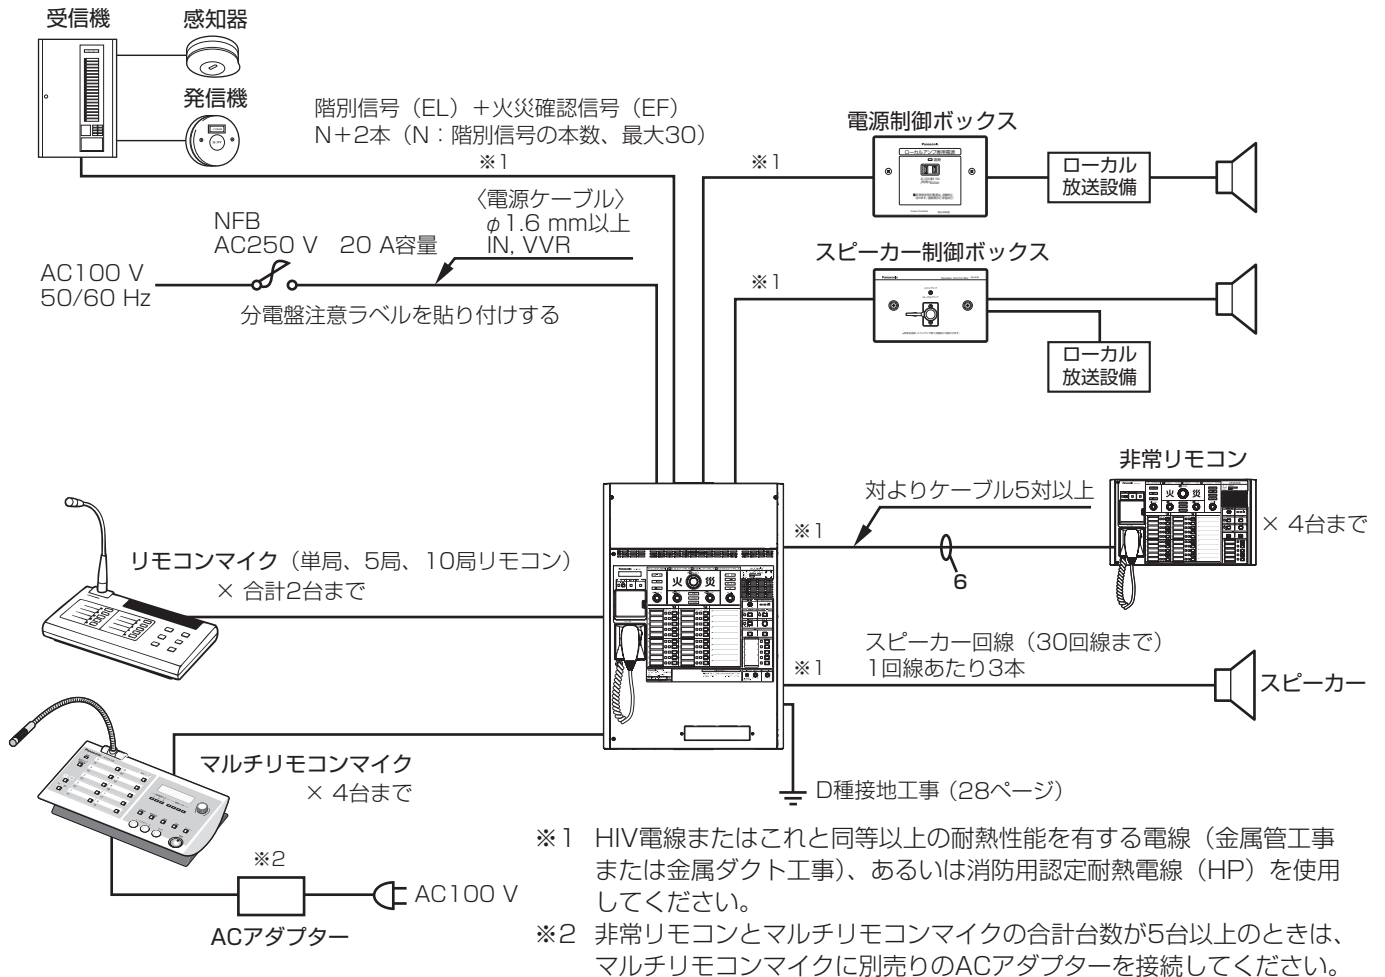 受信機
感知器
発信機
階別信号（EL）＋火災確認信号（EF）
N＋2本（N：階別信号の本数、最大30）
※1
〈電源ケーブル〉
φ1.6 mm以上
IN, VVR
NFB
AC250 V　20 A容量
AC100 V
50/60 Hz
分電盤注意ラベルを貼り付けする
電源制御ボックス
※1
Panasonic
ローカルアンプ専用電源
ローカル
放送設備
スピーカー制御ボックス
※1
Panasonic
ローカル
放送設備
非常リモコン
対よりケーブル5対以上
※1
6
火 災
× 4台まで
リモコンマイク（単局、5局、10局リモコン）
× 合計2台まで
火 災
スピーカー回線（30回線まで）
※1
1回線あたり3本
スピーカー
マルチリモコンマイク
× 4台まで
D種接地工事（28ページ）
※2
AC100 V
ACアダプター
※1 HIV電線またはこれと同等以上の耐熱性能を有する電線（金属管工事
または金属ダクト工事）、あるいは消防用認定耐熱電線（HP）を使用
してください。
※2 非常リモコンとマルチリモコンマイクの合計台数が5台以上のときは、
マルチリモコンマイクに別売りのACアダプターを接続してください。